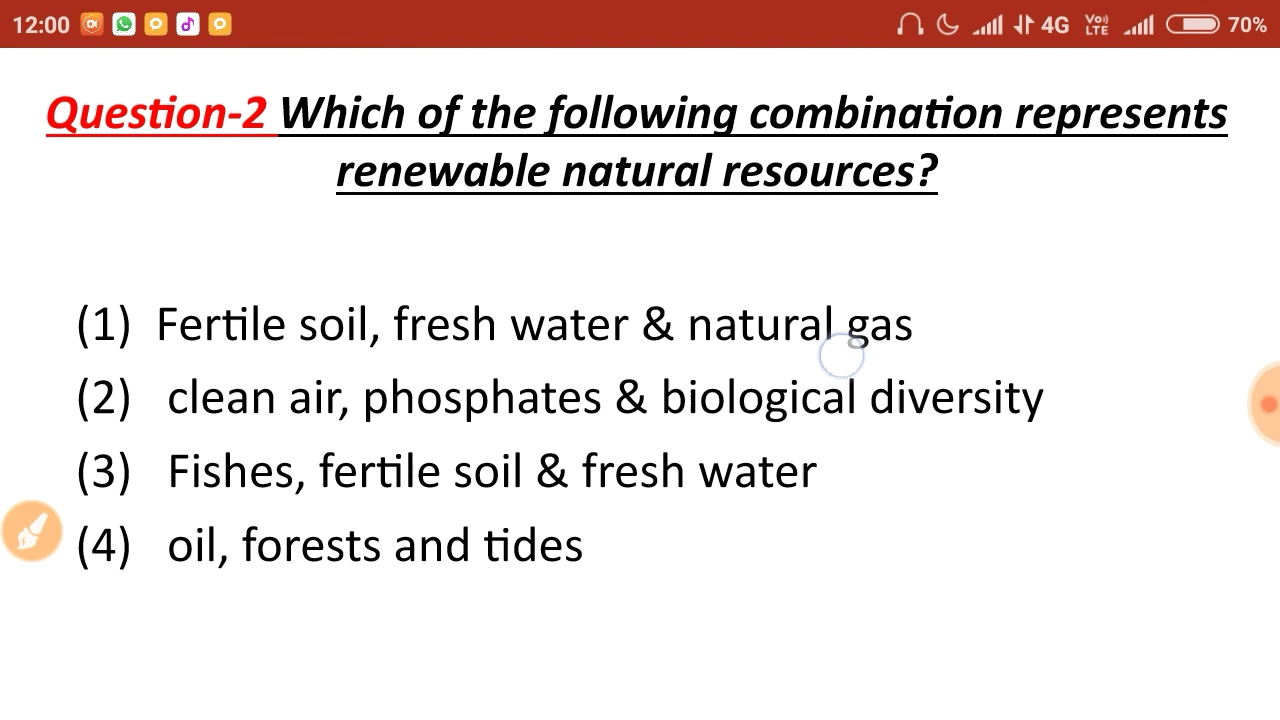 12:00 4G Vo) LTE 70%
Question-2 Which of the following combination represents
renewable natural resources?
(1) Fertile soil, fresh water & natural gas
(2) clean air, phosphates & biological diversity
(3) Fishes, fertile soil & fresh water
(4) oil, forests and tides